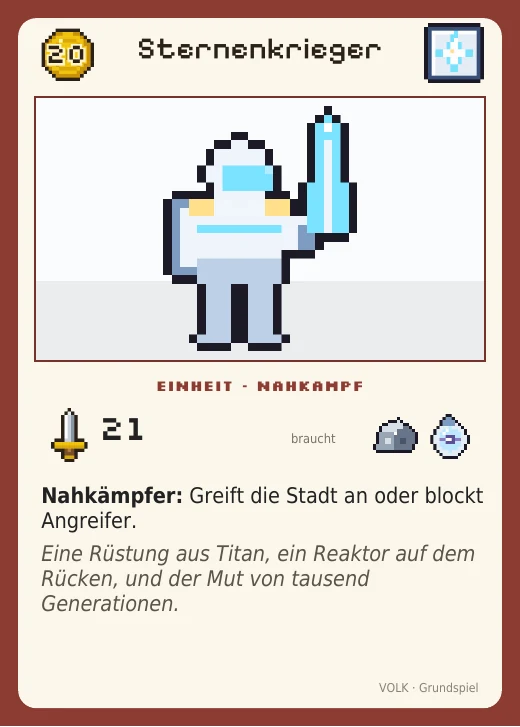 20
Sternenkrieger
EINHEIT - NAHKAMPF
21
braucht
Nahkämpfer: Greift die Stadt an oder blockt
Angreifer.
Eine Rüstung aus Titan, ein Reaktor auf dem
Rücken, und der Mut von tausend
Generationen.
VOLK · Grundspiel